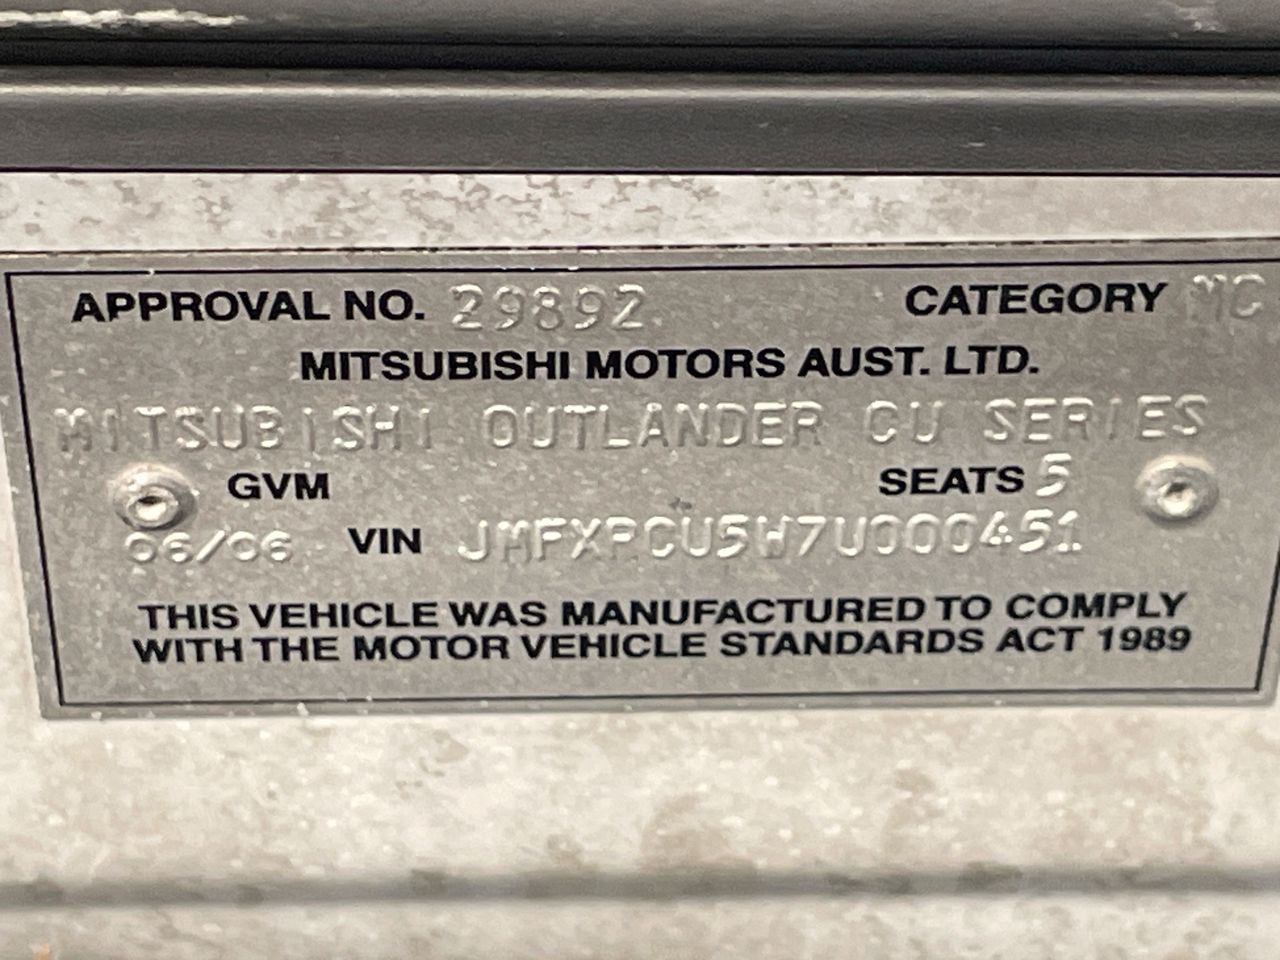 APPROVAL NO. 29892 CATEGORY MC
MITSUBISHI MOTORS AUST. LTD.
MITSUBISHI OUTLANDER CU SERIES
GVM SEATS 5
06/06 VIN JMFXPCU5W7U000451
THIS VEHICLE WAS MANUFACTURED TO COMPLY
WITH THE MOTOR VEHICLE STANDARDS ACT 1989